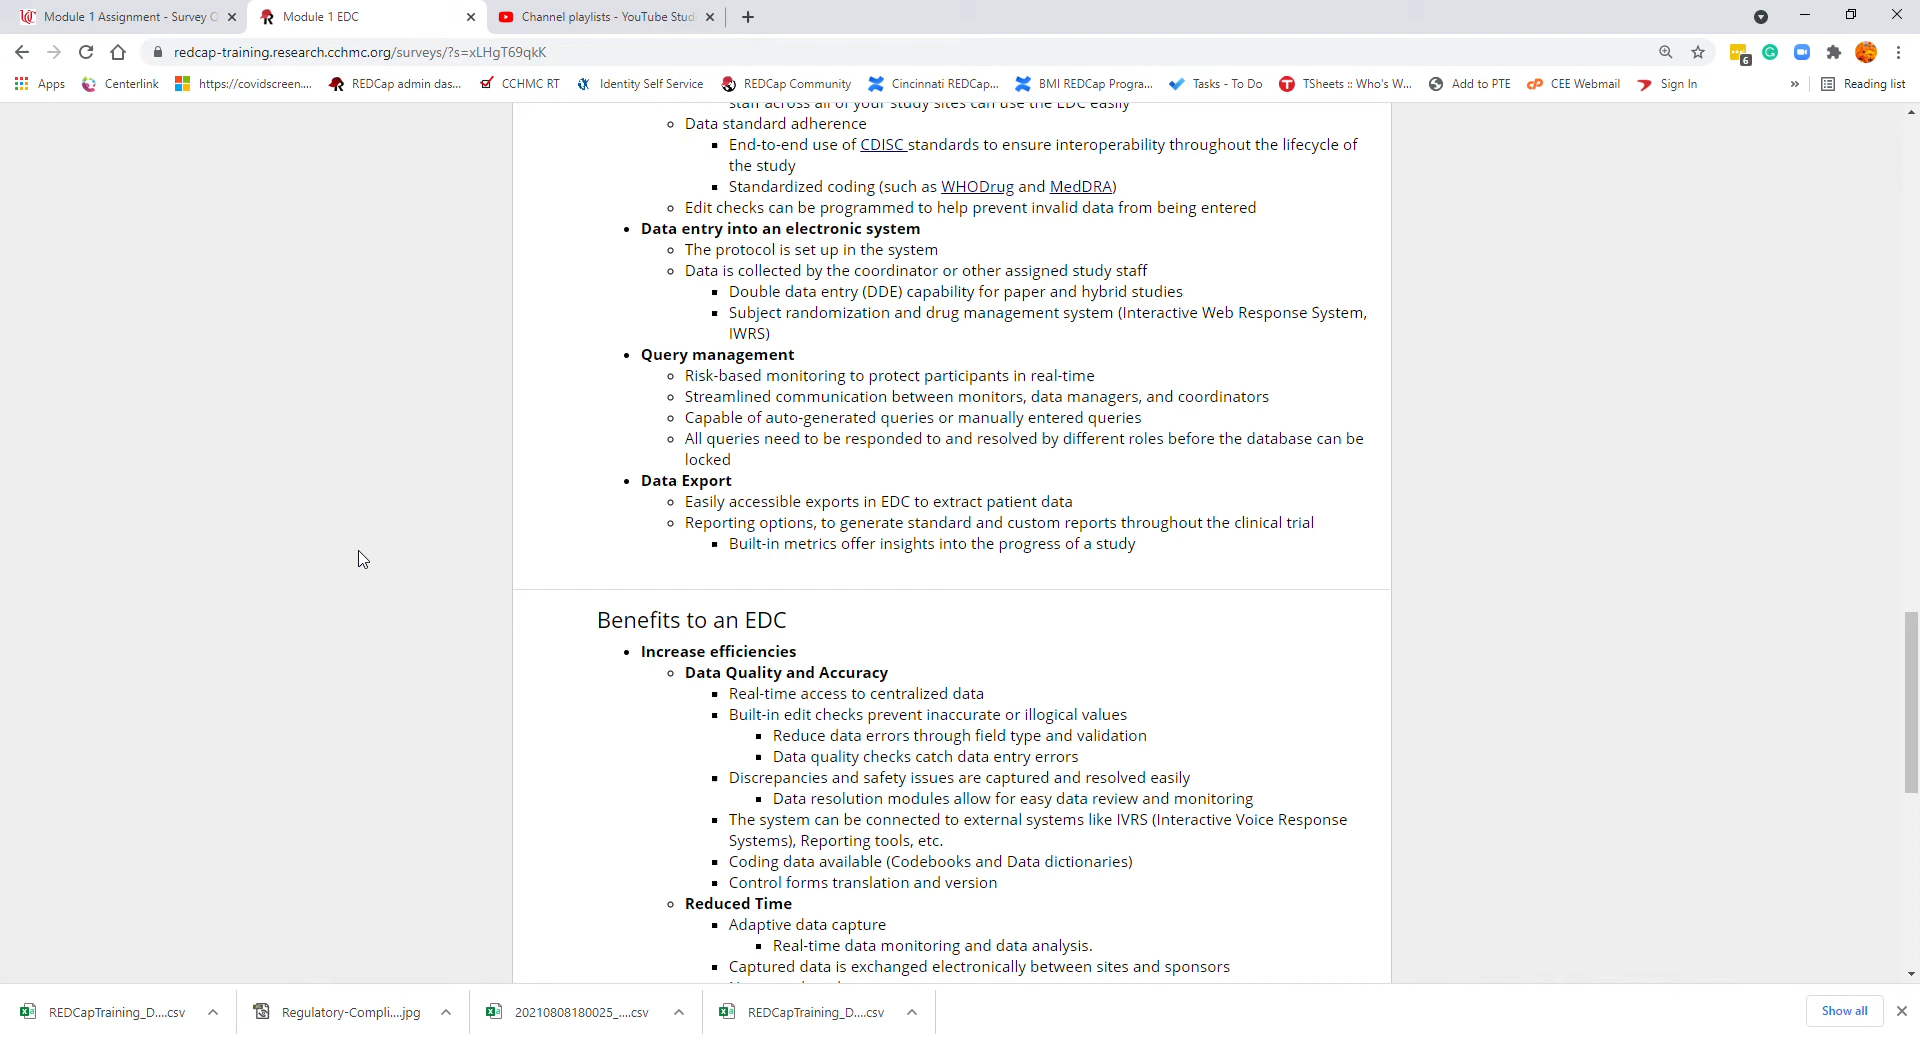 Module 1 Assignment - Survey Q
Module 1 EDC
Channel playlists - YouTube Stud
redcap-training.research.cchmc.org/surveys/?s=xLHgT69qkK
6
Apps
Centerlink
https://covidscreen....
REDCap admin das...
CCHMC RT
Identity Self Service
REDCap Community
Cincinnati REDCap...
BMI REDCap Progra...
Tasks - To Do
TSheets :: Who's W...
Add to PTE
CEE Webmail
Sign In
»
Reading list
staff across all of your study sites can use the EDC easily
Data standard adherence
End-to-end use of CDISC standards to ensure interoperability throughout the lifecycle of
the study
Standardized coding (such as WHODrug and MedDRA)
Edit checks can be programmed to help prevent invalid data from being entered
Data entry into an electronic system
The protocol is set up in the system
Data is collected by the coordinator or other assigned study staff
Double data entry (DDE) capability for paper and hybrid studies
Subject randomization and drug management system (Interactive Web Response System,
IWRS)
Query management
Risk-based monitoring to protect participants in real-time
Streamlined communication between monitors, data managers, and coordinators
Capable of auto-generated queries or manually entered queries
All queries need to be responded to and resolved by different roles before the database can be
locked
Data Export
Easily accessible exports in EDC to extract patient data
Reporting options, to generate standard and custom reports throughout the clinical trial
Built-in metrics offer insights into the progress of a study
Benefits to an EDC
Increase efficiencies
Data Quality and Accuracy
Real-time access to centralized data
Built-in edit checks prevent inaccurate or illogical values
Reduce data errors through field type and validation
Data quality checks catch data entry errors
Discrepancies and safety issues are captured and resolved easily
Data resolution modules allow for easy data review and monitoring
The system can be connected to external systems like IVRS (Interactive Voice Response
Systems), Reporting tools, etc.
Coding data available (Codebooks and Data dictionaries)
Control forms translation and version
Reduced Time
Adaptive data capture
Real-time data monitoring and data analysis.
Captured data is exchanged electronically between sites and sponsors
REDCapTraining_D....csv
Regulatory-Compli....jpg
20210808180025_....csv
REDCapTraining_D....csv
Show all